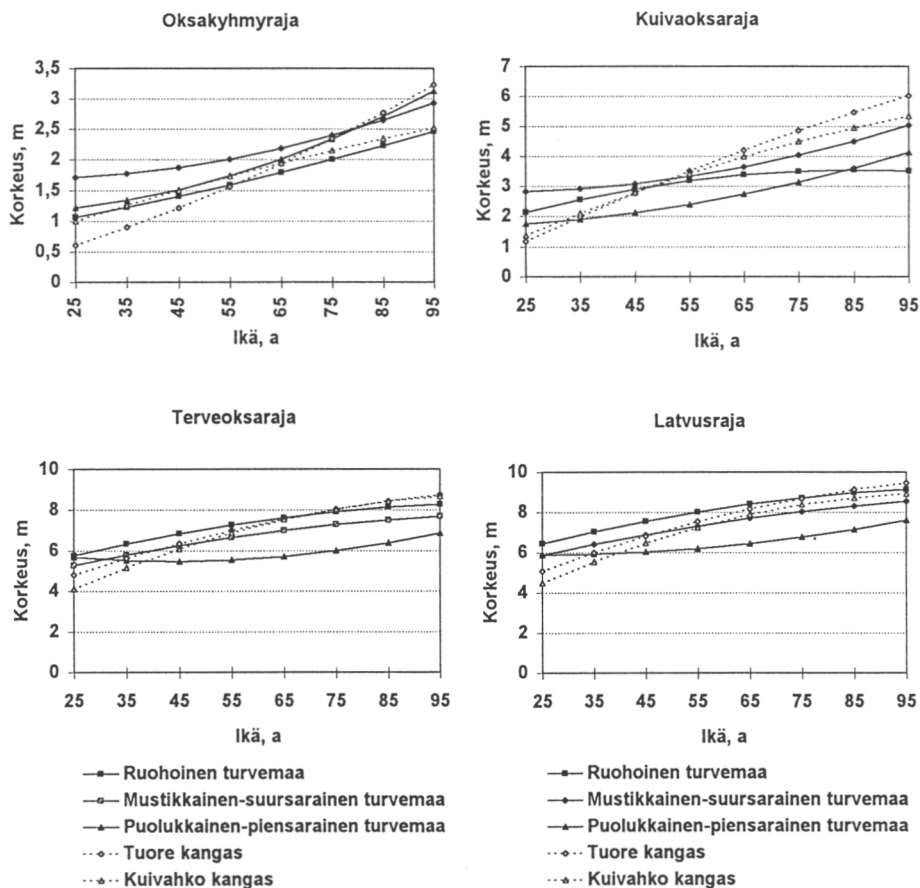 Oksakyhmyraja
Korkeus, m
3,5
3
2,5
2
1,5
1
0,5
0
25 35 45 55 65 75 85 95
Ikä, a
Kuivaoksaraja
Korkeus, m
7
6
5
4
3
2
1
0
25 35 45 55 65 75 85 95
Ikä, a
Terveoksaraja
Korkeus, m
10
8
6
4
2
0
25 35 45 55 65 75 85 95
Ikä, a
Latvusraja
Korkeus, m
10
8
6
4
2
0
25 35 45 55 65 75 85 95
Ikä, a
Ruohoinen turvemaa
Mustikkainen-suursarainen turvemaa
Puolukkainen-piensarainen turvemaa
Tuore kangas
Kuivahko kangas
Ruohoinen turvemaa
Mustikkainen-suursarainen turvemaa
Puolukkainen-piensarainen turvemaa
Tuore kangas
Kuivahko kangas